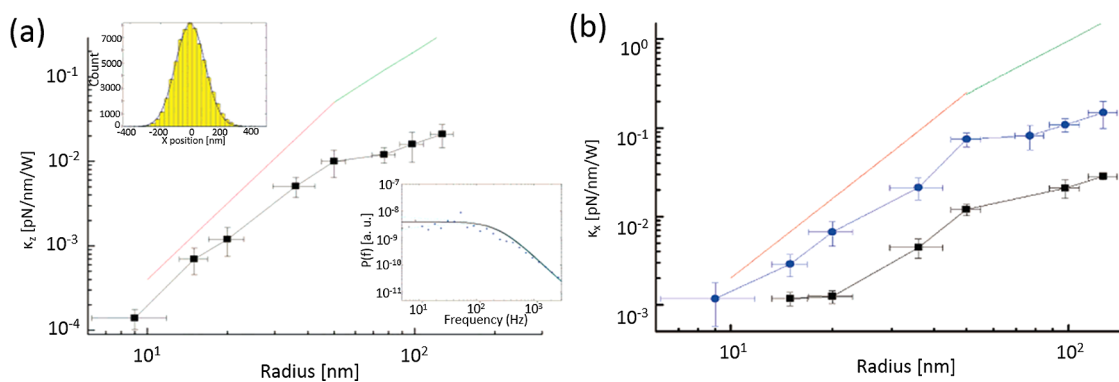 (a)
7000
5000
3000
1000
0
Count
-400 -200 0 200 400
X position [nm]
10⁻¹
10⁻²
10⁻³
10⁻⁴
κz [pN/nm/W]
10⁻⁷
10⁻⁸
10⁻⁹
10⁻¹⁰
10⁻¹¹
P(f) [a. u.]
10¹ 10² 10³
Frequency (Hz)
10¹ 10²
Radius [nm]
(b)
10⁰
10⁻¹
10⁻²
10⁻³
κx [pN/nm/W]
10¹ 10²
Radius [nm]